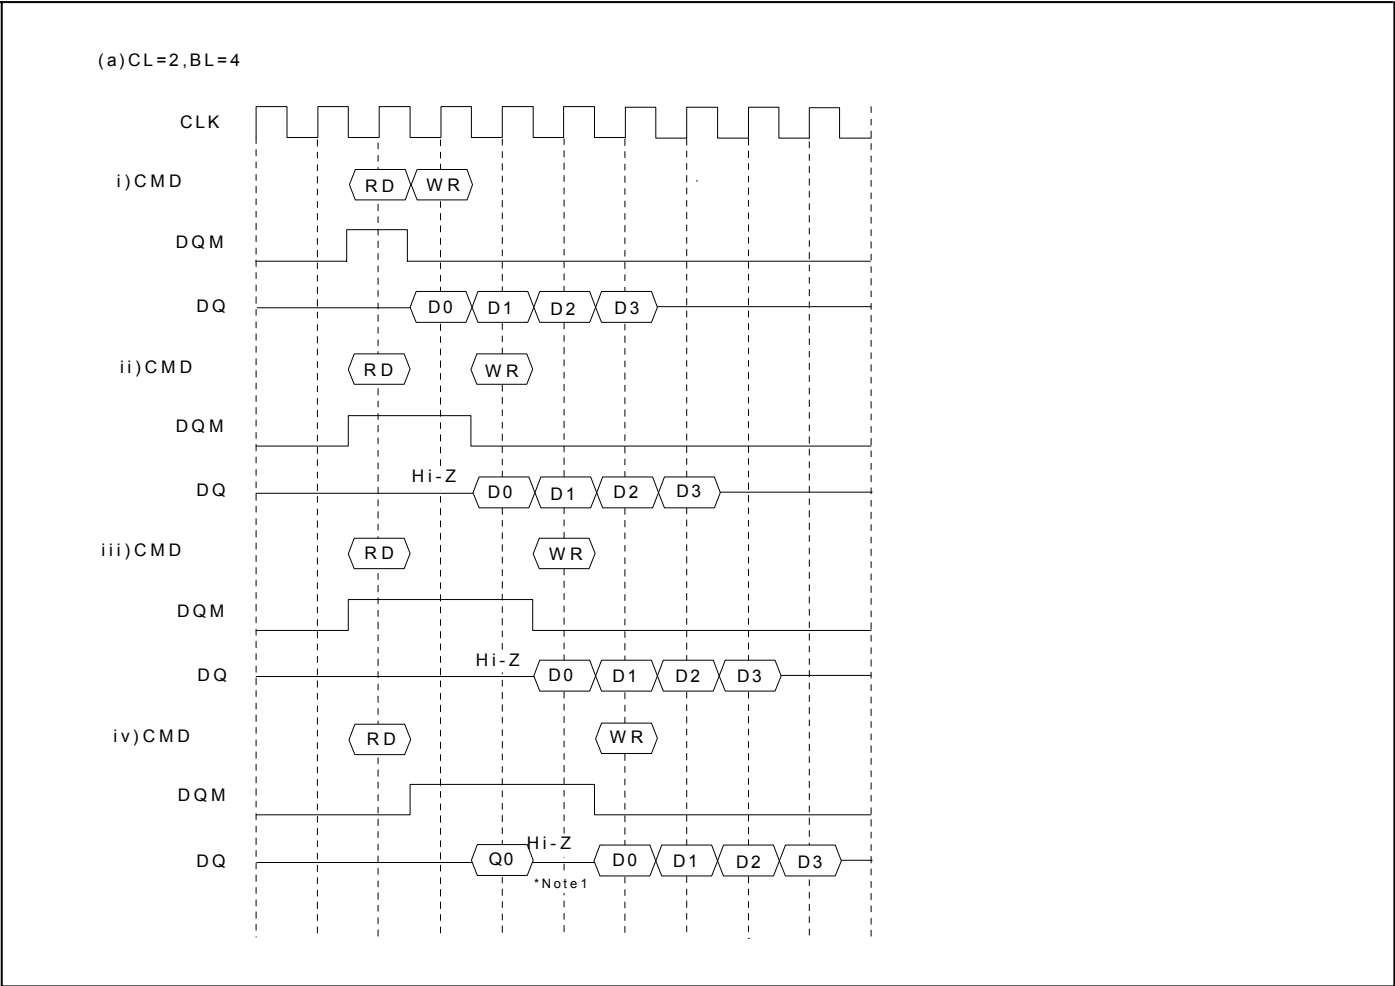 (a)CL=2,BL=4
CLK
i)CMD RD WR
DQM
DQ D0 D1 D2 D3
ii)CMD RD WR
DQM
Hi-Z
DQ D0 D1 D2 D3
iii)CMD RD WR
DQM
Hi-Z
DQ D0 D1 D2 D3
iv)CMD RD WR
DQM
Hi-Z
DQ Q0 D0 D1 D2 D3
*Note1